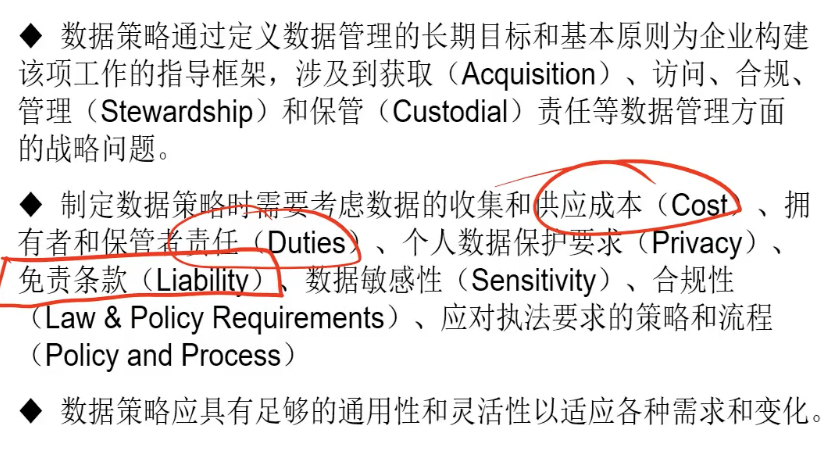 ◆ 数据策略通过定义数据管理的长期目标和基本原则为企业构建
该项工作的指导框架，涉及到获取（Acquisition）、访问、合规、
管理（Stewardship）和保管（Custodial）责任等数据管理方面
的战略问题。
◆ 制定数据策略时需要考虑数据的收集和供应成本（Cost）、拥
有者和保管者责任（Duties）、个人数据保护要求（Privacy）、
免责条款（Liability）、数据敏感性（Sensitivity）、合规性
（Law & Policy Requirements）、应对执法要求的策略和流程
（Policy and Process）
◆ 数据策略应具有足够的通用性和灵活性以适应各种需求和变化。